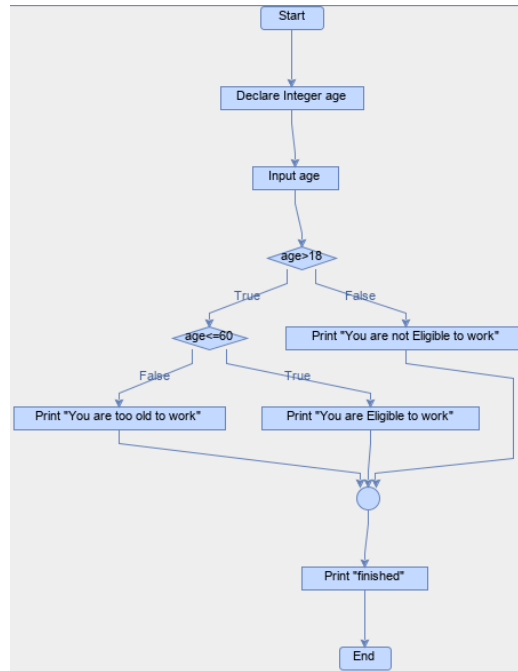 Start
Declare Integer age
Input age
age>18
True
False
age<=60
Print "You are not Eligible to work"
False
True
Print "You are too old to work"
Print "You are Eligible to work"
Print "finished"
End